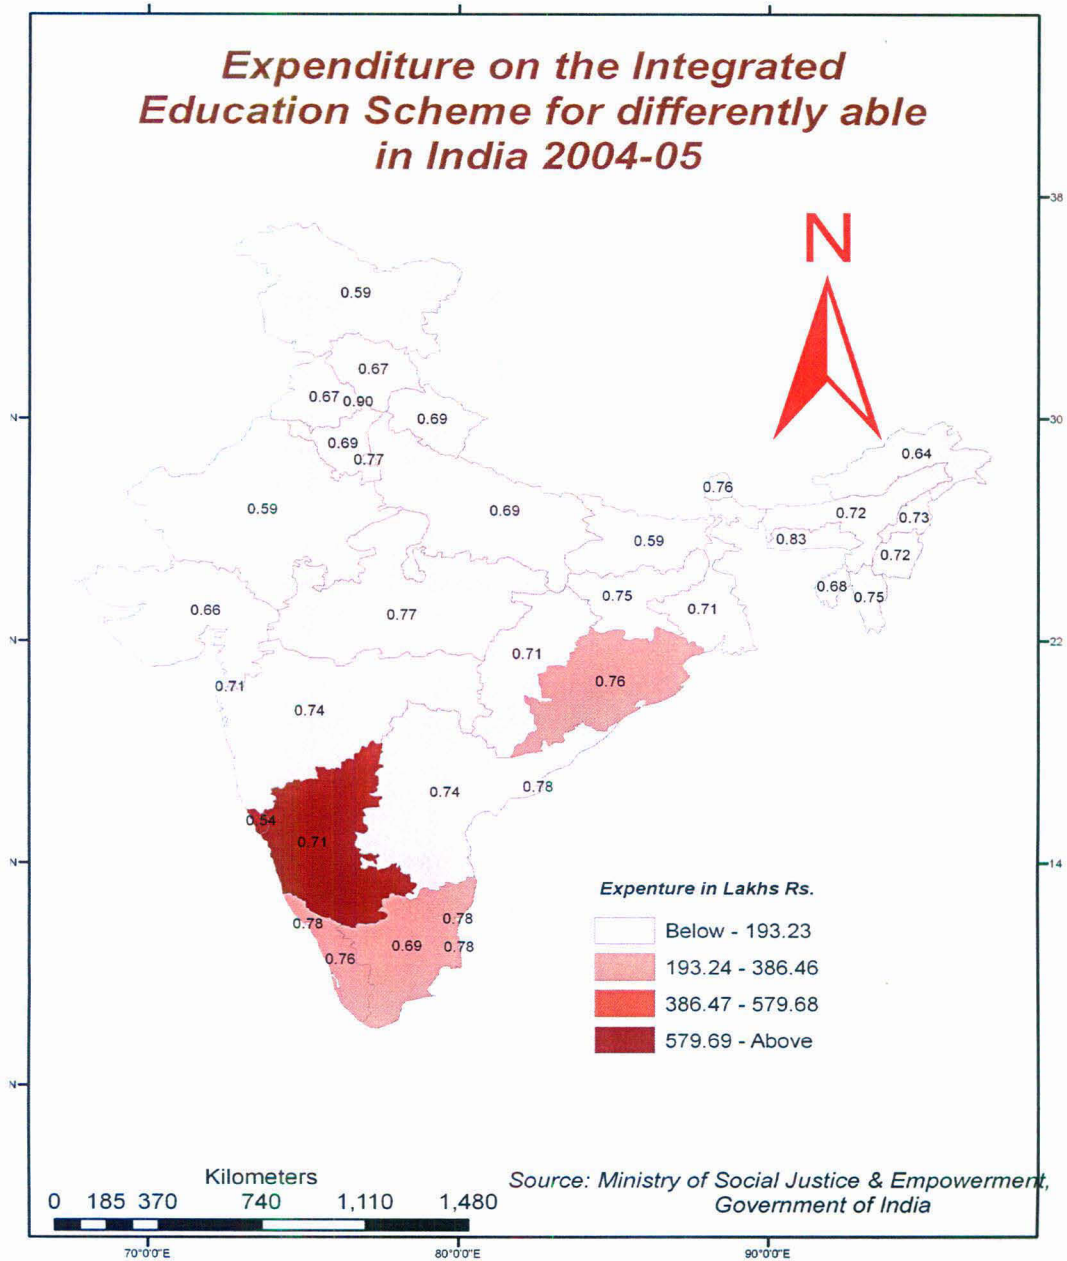 Expenditure on the Integrated
Education Scheme for differently able
in India 2004-05
38
N
0.59
0.67
0.67
0.90
0.69
N
30
0.69
0.77
0.64
0.76
0.59
0.69
0.72
0.73
0.59
0.83
0.72
0.68
0.75
0.75
0.66
0.77
0.71
N
22
0.71
0.76
0.71
0.74
0.74
0.78
0.54
0.71
N
14
Expenture in Lakhs Rs.
0.78
0.78
0.69
0.78
0.76
Below - 193.23
193.24 - 386.46
386.47 - 579.68
579.69 - Above
N
Kilometers
0 185 370 740 1,110 1,480
Source: Ministry of Social Justice & Empowerment,
Government of India
70°0'0"E
80°0'0"E
90°0'0"E